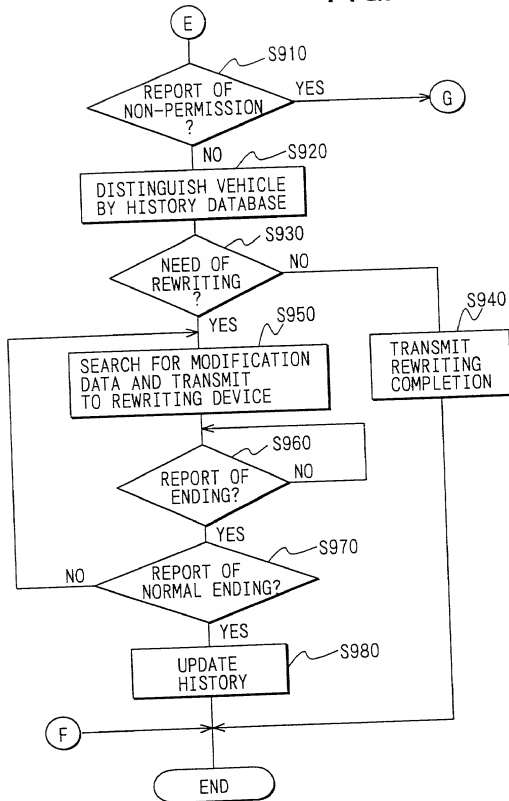 E
S910
REPORT OF
NON-PERMISSION
?
YES
G
NO
S920
DISTINGUISH VEHICLE
BY HISTORY DATABASE
S930
NEED OF
REWRITING
?
NO
YES
S950
S940
SEARCH FOR MODIFICATION
DATA AND TRANSMIT
TO REWRITING DEVICE
TRANSMIT
REWRITING
COMPLETION
S960
REPORT OF
ENDING?
NO
YES
S970
REPORT OF
NORMAL ENDING?
NO
YES
S980
UPDATE
HISTORY
F
END